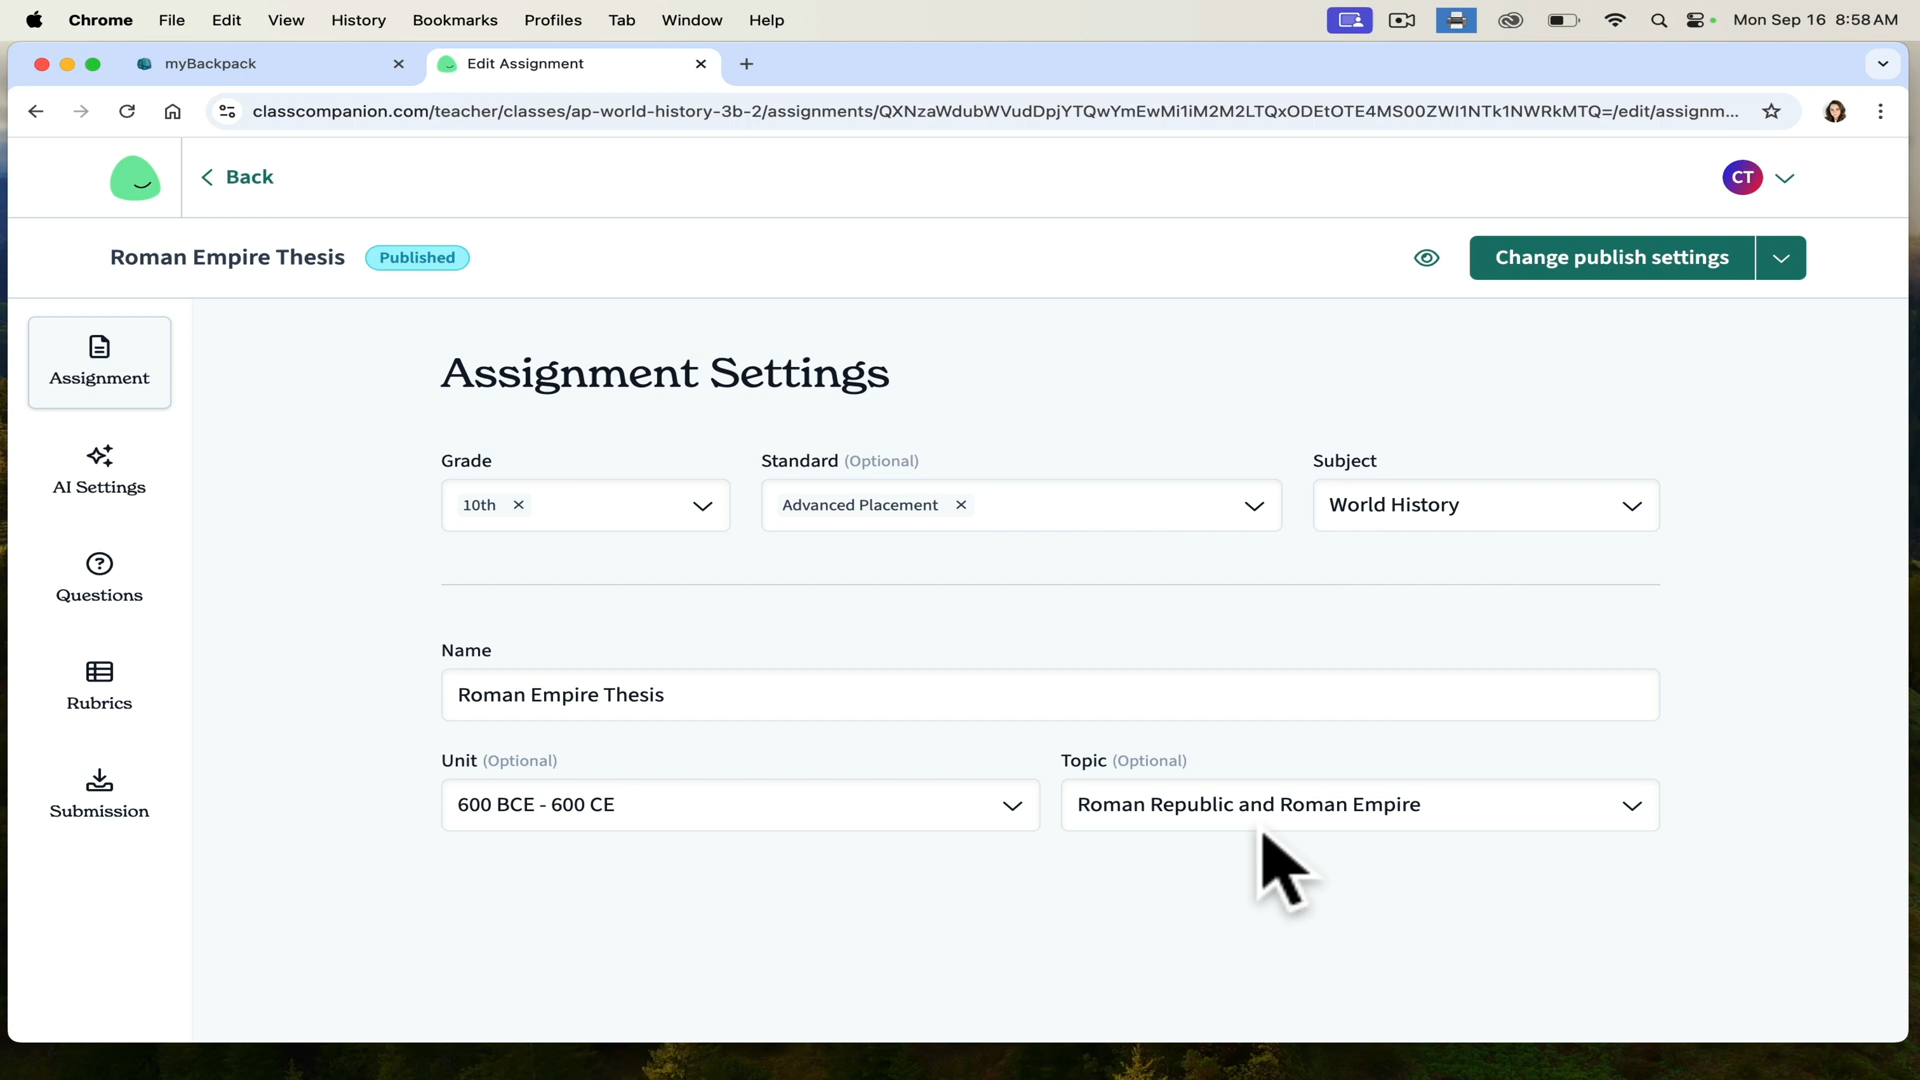 Chrome File Edit View History Bookmarks Profiles Tab Window Help Mon Sep 16 8:58 AM
myBackpack Edit Assignment
classcompanion.com/teacher/classes/ap-world-history-3b-2/assignments/QXNzaWdubWVudDpjYTQwYmEwMi1iM2M2LTQxODEtOTE4MS00ZWI1NTk1NWRkMTQ=/edit/assignm...
Back CT
Roman Empire Thesis Published Change publish settings
Assignment
AI Settings
Questions
Rubrics
Submission
Assignment Settings
Grade Standard (Optional) Subject
10th Advanced Placement World History
Name
Roman Empire Thesis
Unit (Optional) Topic (Optional)
600 BCE - 600 CE Roman Republic and Roman Empire